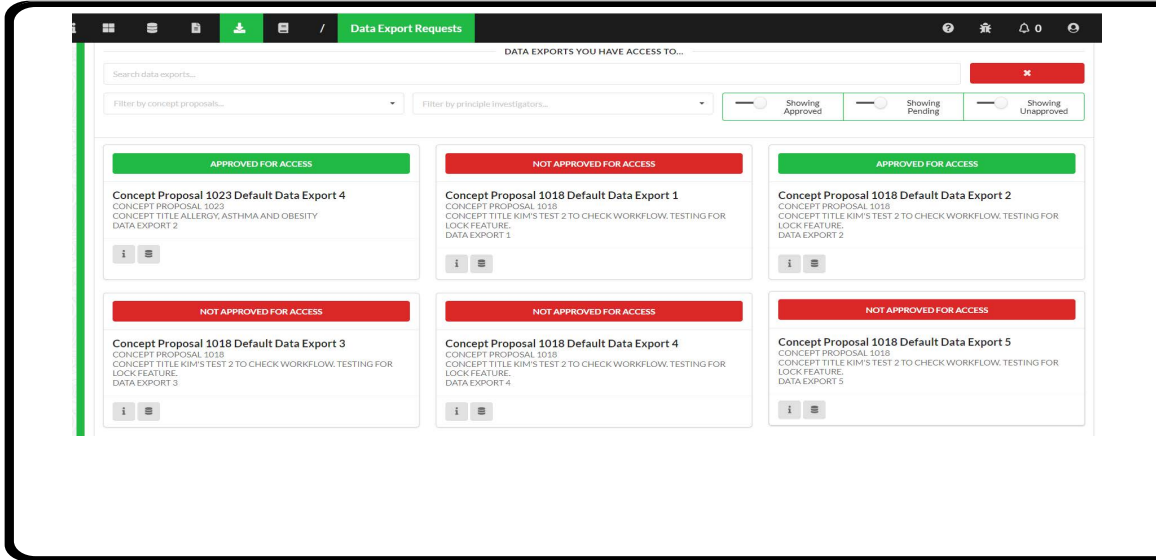 / Data Export Requests 0
DATA EXPORTS YOU HAVE ACCESS TO...
Search data exports...
Filter by concept proposals...
Filter by principle investigators...
Showing Approved
Showing Pending
Showing Unapproved
APPROVED FOR ACCESS
Concept Proposal 1023 Default Data Export 4
CONCEPT PROPOSAL 1023
CONCEPT TITLE ALLERGY, ASTHMA AND OBESITY
DATA EXPORT 2
i
NOT APPROVED FOR ACCESS
Concept Proposal 1018 Default Data Export 1
CONCEPT PROPOSAL 1018
CONCEPT TITLE KIM'S TEST 2 TO CHECK WORKFLOW. TESTING FOR
LOCK FEATURE.
DATA EXPORT 1
i
APPROVED FOR ACCESS
Concept Proposal 1018 Default Data Export 2
CONCEPT PROPOSAL 1018
CONCEPT TITLE KIM'S TEST 2 TO CHECK WORKFLOW. TESTING FOR
LOCK FEATURE.
DATA EXPORT 2
i
NOT APPROVED FOR ACCESS
Concept Proposal 1018 Default Data Export 3
CONCEPT PROPOSAL 1018
CONCEPT TITLE KIM'S TEST 2 TO CHECK WORKFLOW. TESTING FOR
LOCK FEATURE.
DATA EXPORT 3
i
NOT APPROVED FOR ACCESS
Concept Proposal 1018 Default Data Export 4
CONCEPT PROPOSAL 1018
CONCEPT TITLE KIM'S TEST 2 TO CHECK WORKFLOW. TESTING FOR
LOCK FEATURE.
DATA EXPORT 4
i
NOT APPROVED FOR ACCESS
Concept Proposal 1018 Default Data Export 5
CONCEPT PROPOSAL 1018
CONCEPT TITLE KIM'S TEST 2 TO CHECK WORKFLOW. TESTING FOR
LOCK FEATURE.
DATA EXPORT 5
i